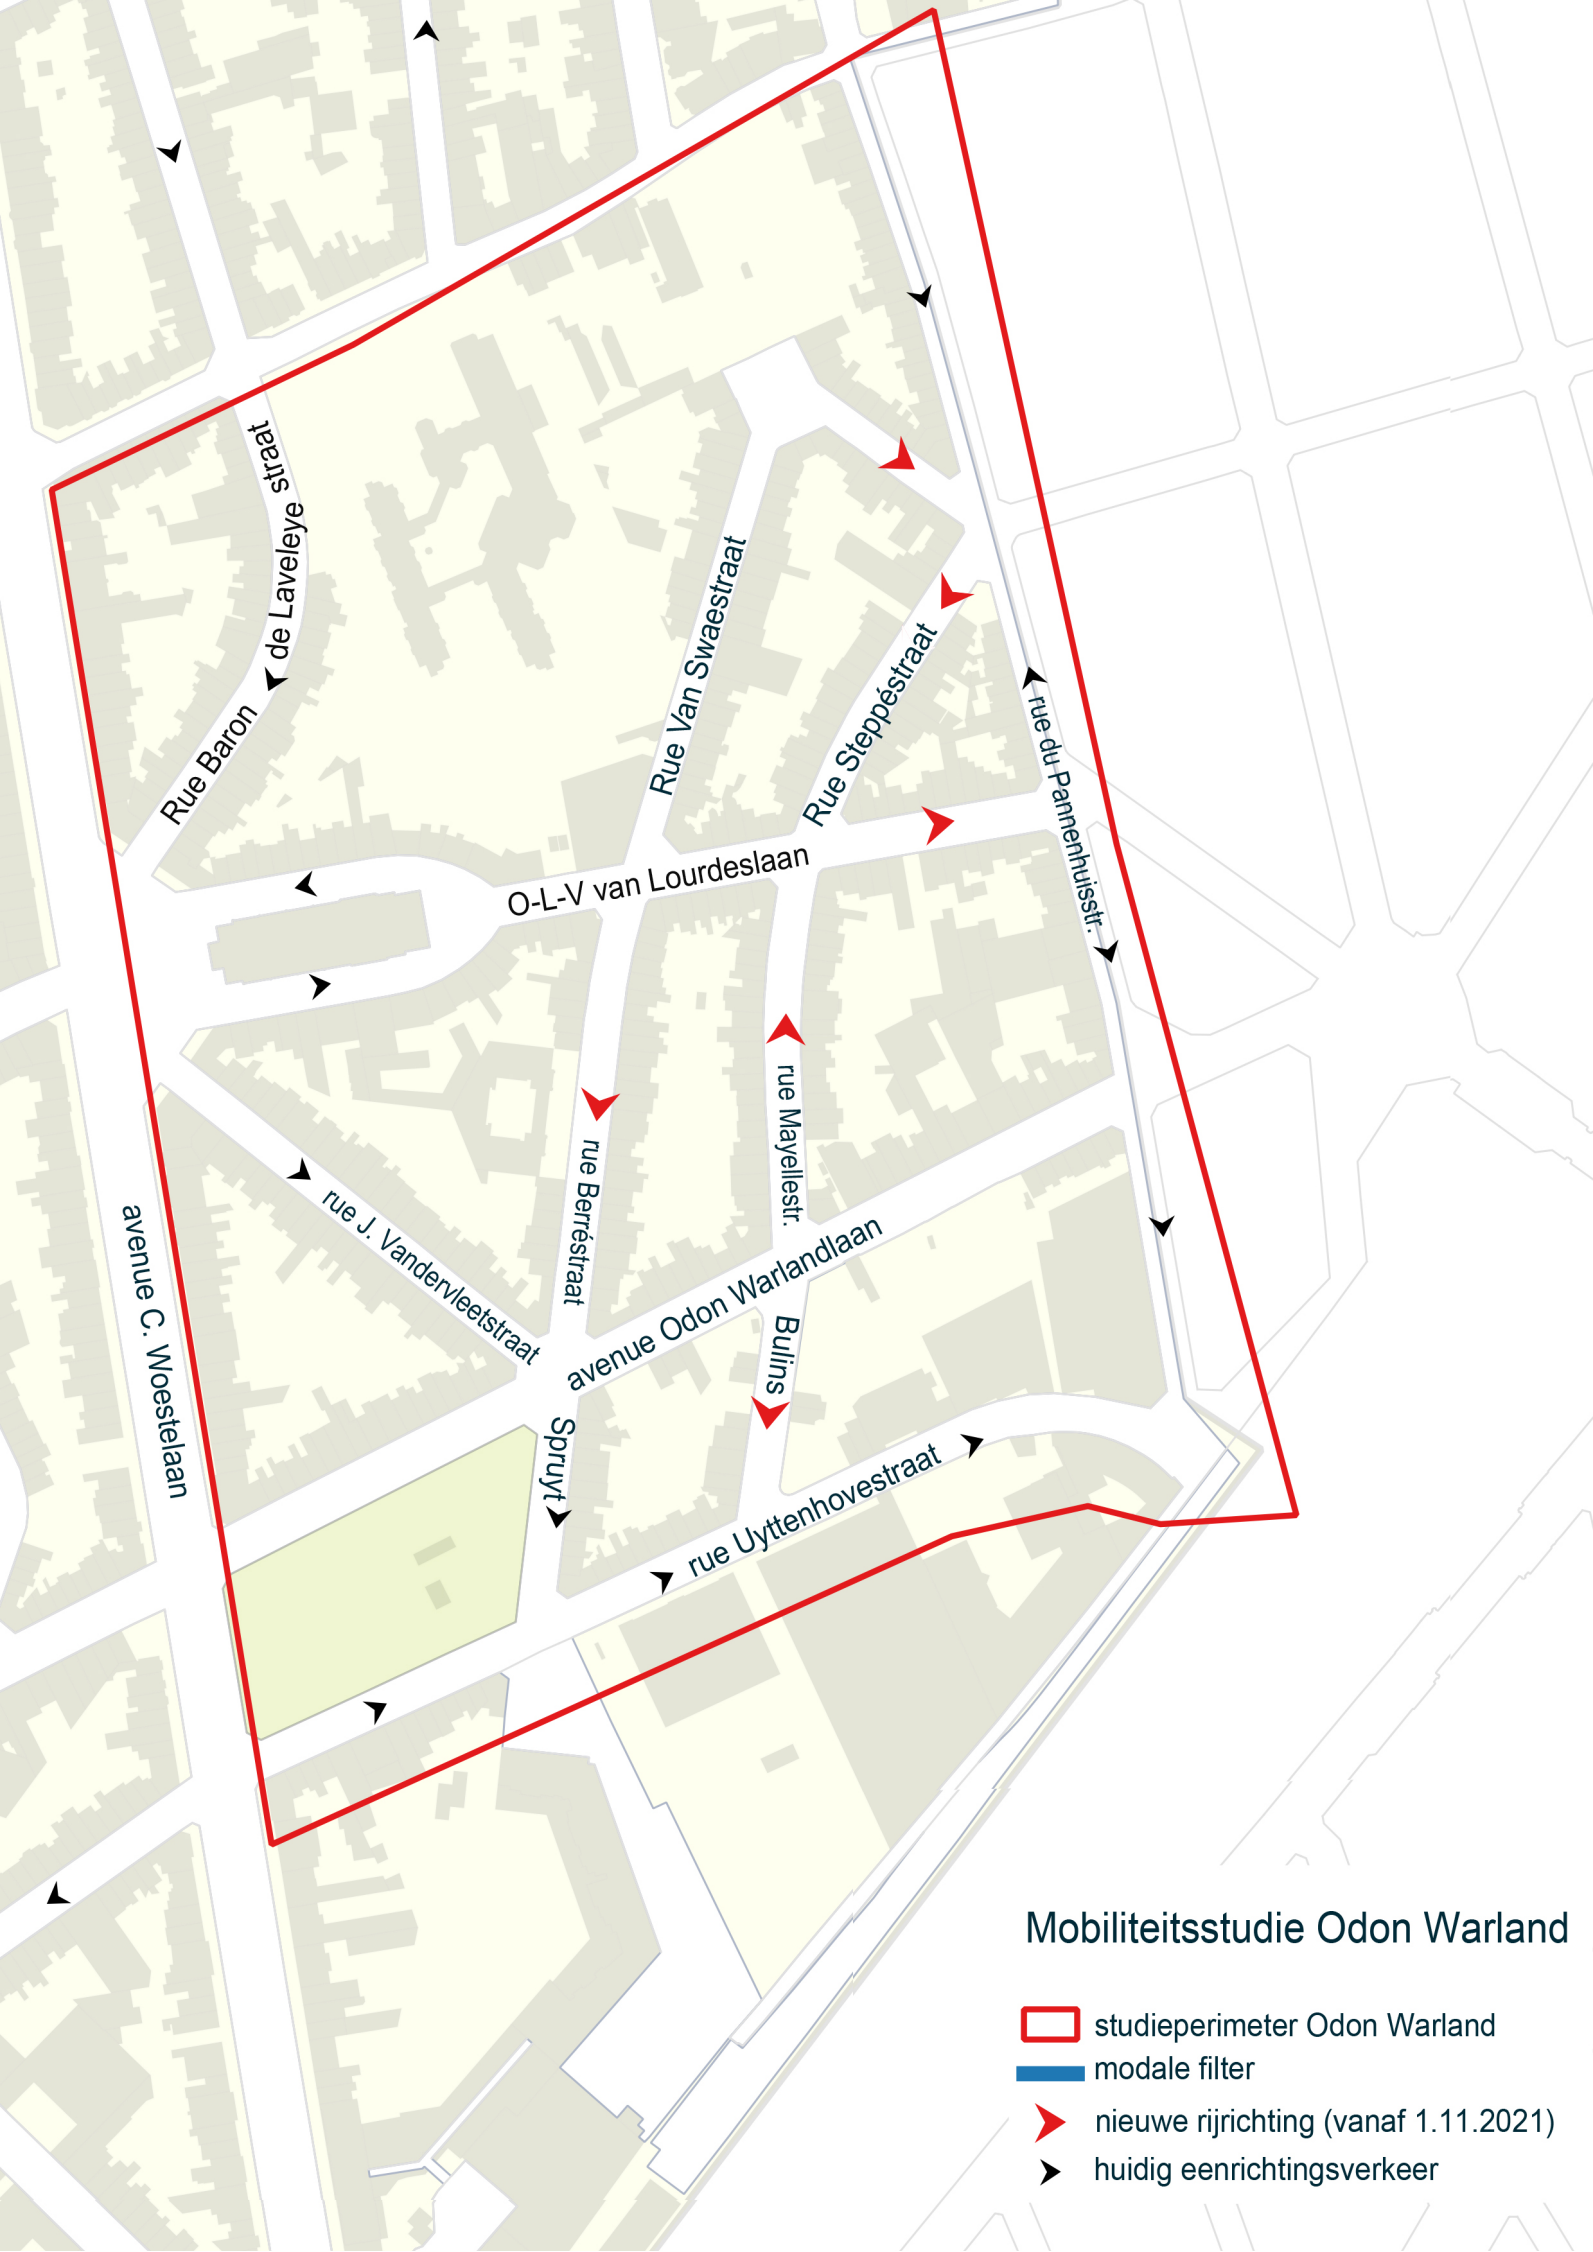 de Laveleye straat
Rue Baron
Rue Van Swaestraat
Rue Steppéstraat
rue du Pannenhuisstr.
O-L-V van Lourdeslaan
rue Mayellestr.
rue Berréstraat
rue J. Vandervleetstraat
avenue C. Woestelaan
avenue Odon Warlandlaan
Bulins
Spruyt
rue Uyttenhovestraat
Mobiliteitsstudie Odon Warland
studieperimeter Odon Warland
modale filter
nieuwe rijrichting (vanaf 1.11.2021)
huidig eenrichtingsverkeer